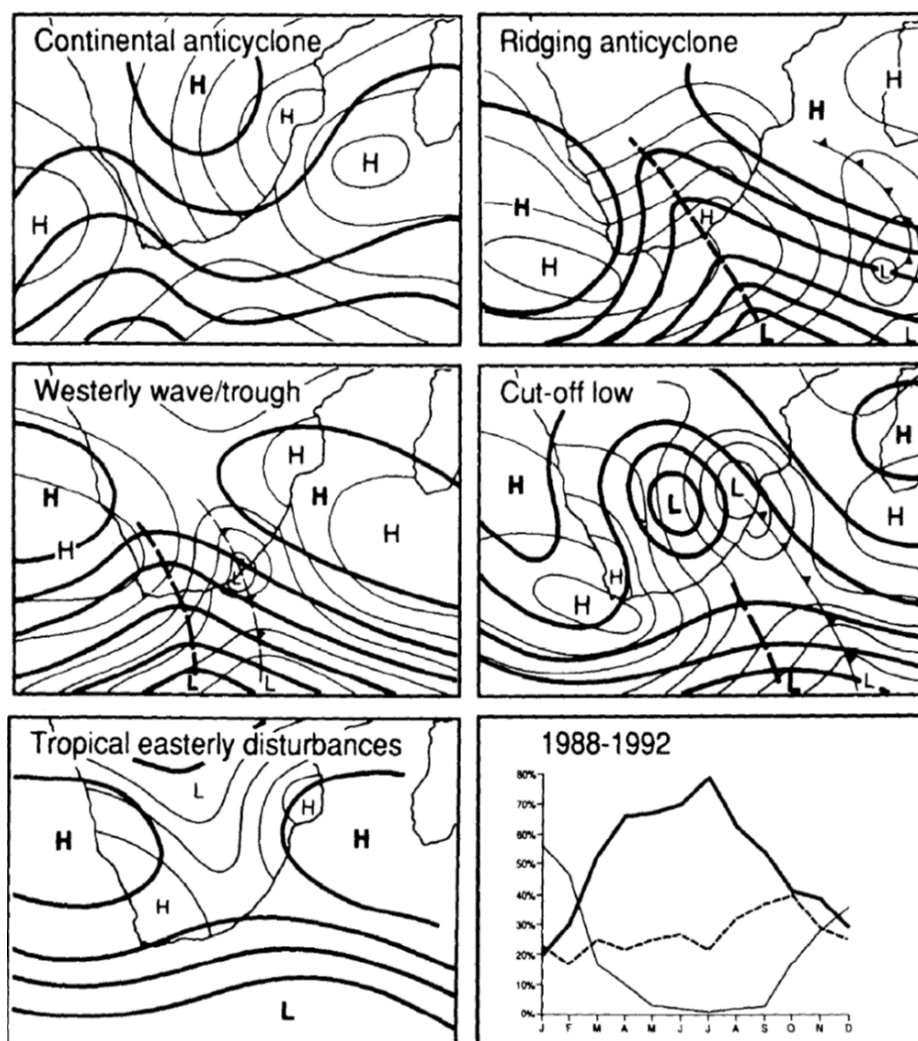 Continental anticyclone
H
H
H
H
Ridging anticyclone
H
H
H
H
H
L
L
L
Westerly wave/trough
H
H
H
H
H
L
L
L
Cut-off low
H
H
L
L
H
H
H
L
L
Tropical easterly disturbances
L
H
H
H
H
L
1988-1992
80%
70%
60%
50%
40%
30%
20%
10%
0%
J F M A M J J A S O N D